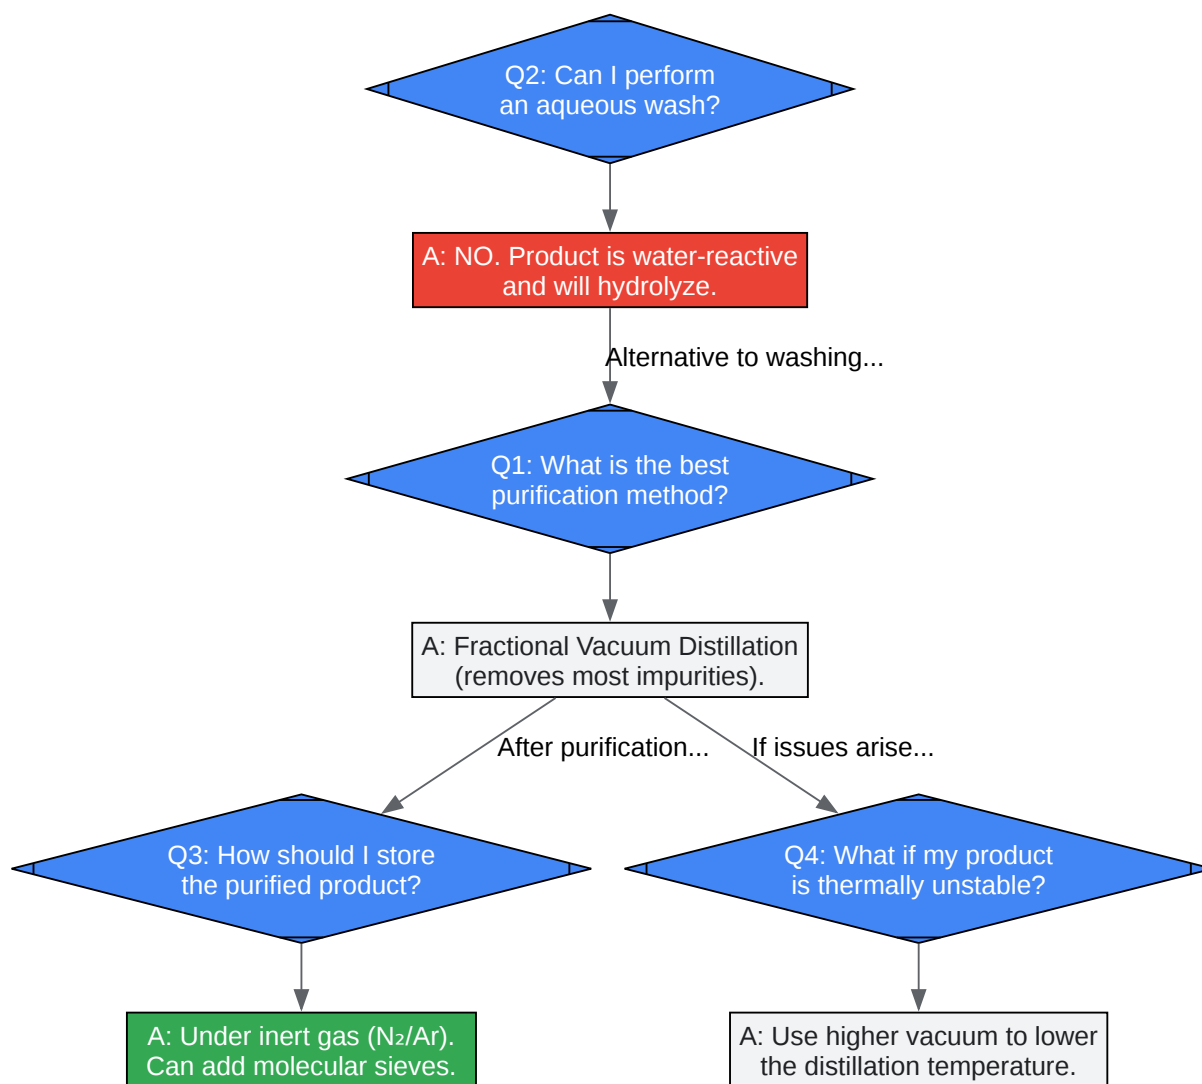 Q2: Can I perform
an aqueous wash?
A: NO. Product is water-reactive
and will hydrolyze.
Alternative to washing...
Q1: What is the best
purification method?
A: Fractional Vacuum Distillation
(removes most impurities).
After purification...
If issues arise...
Q3: How should I store
the purified product?
Q4: What if my product
is thermally unstable?
A: Under inert gas (N₂/Ar).
Can add molecular sieves.
A: Use higher vacuum to lower
the distillation temperature.